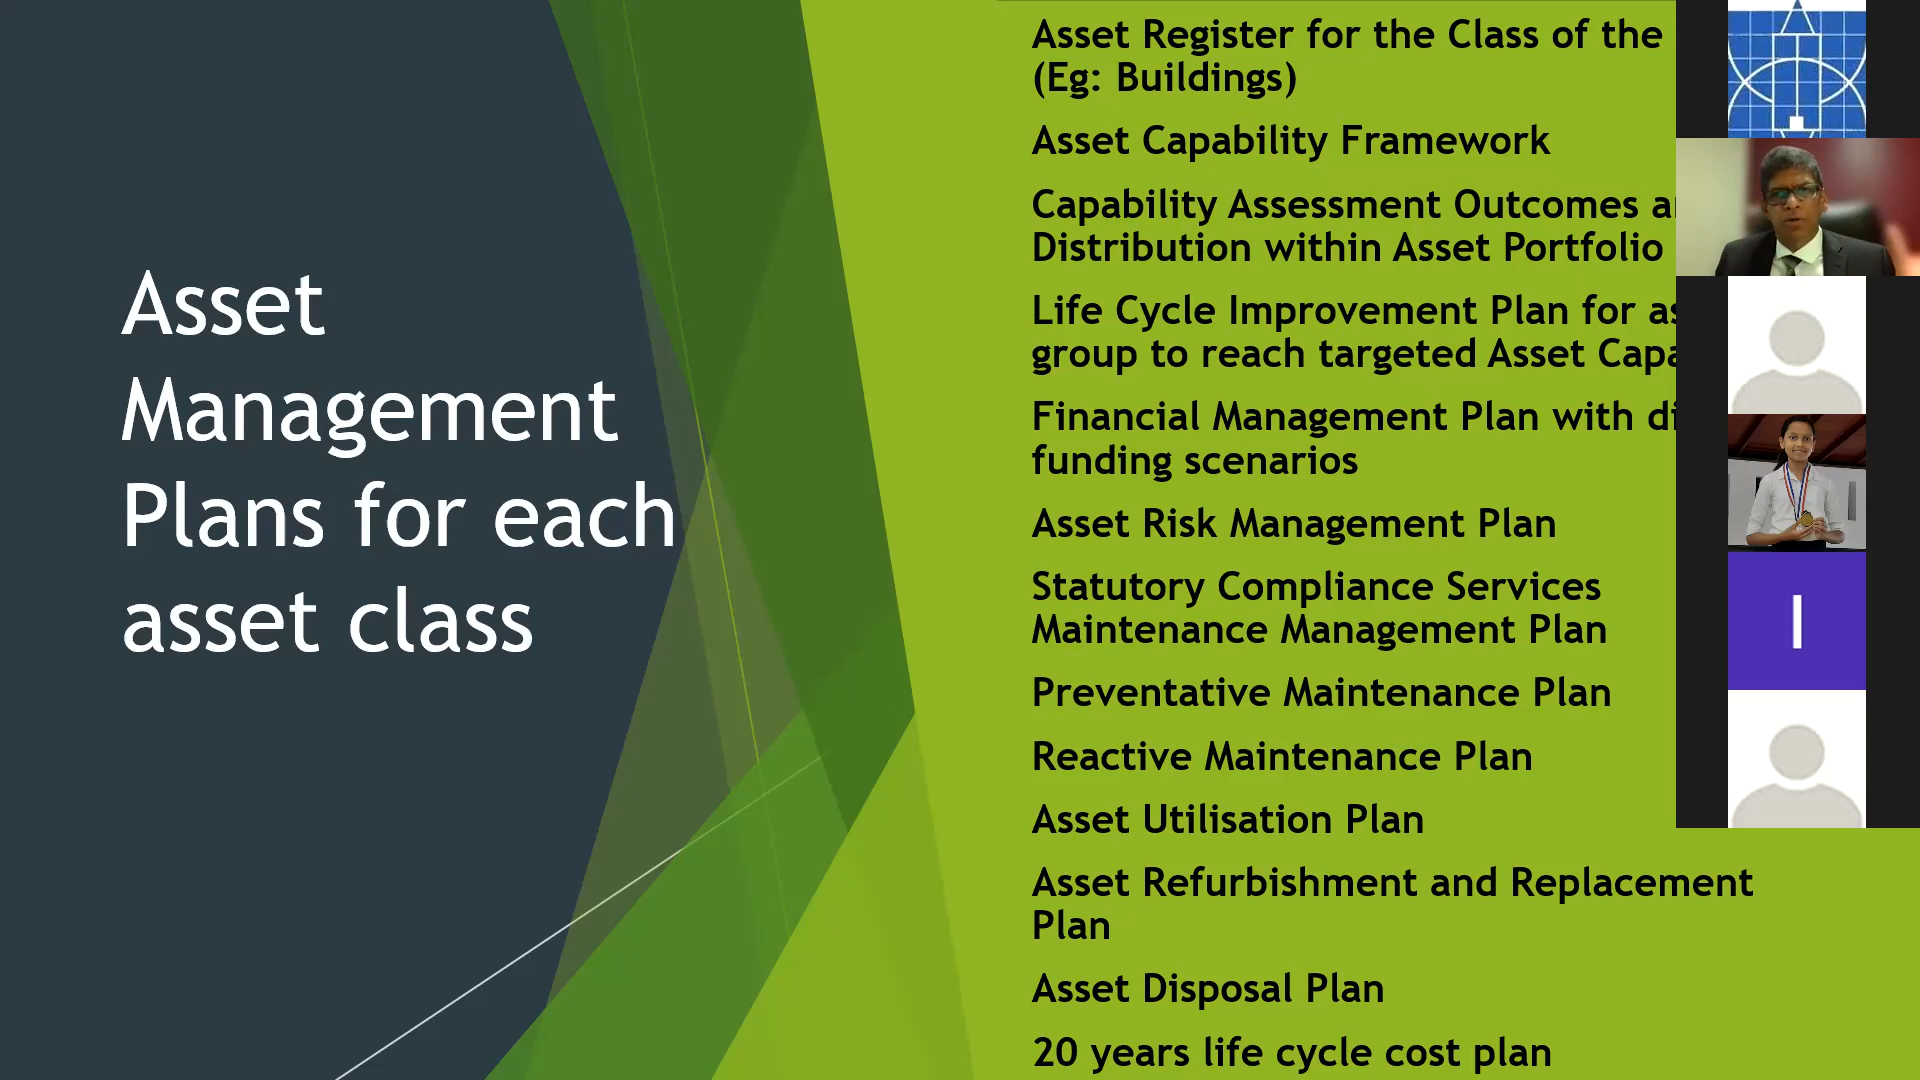 Asset
Management
Plans for each
asset class
Asset Register for the Class of the
(Eg: Buildings)
Asset Capability Framework
Capability Assessment Outcomes
Distribution within Asset Portfolio
Life Cycle Improvement Plan for
group to reach targeted Asset
Financial Management Plan with
funding scenarios
Asset Risk Management Plan
Statutory Compliance Services
Maintenance Management Plan
Preventative Maintenance Plan
Reactive Maintenance Plan
Asset Utilisation Plan
Asset Refurbishment and Replacement
Plan
Asset Disposal Plan
20 years life cycle cost plan
I